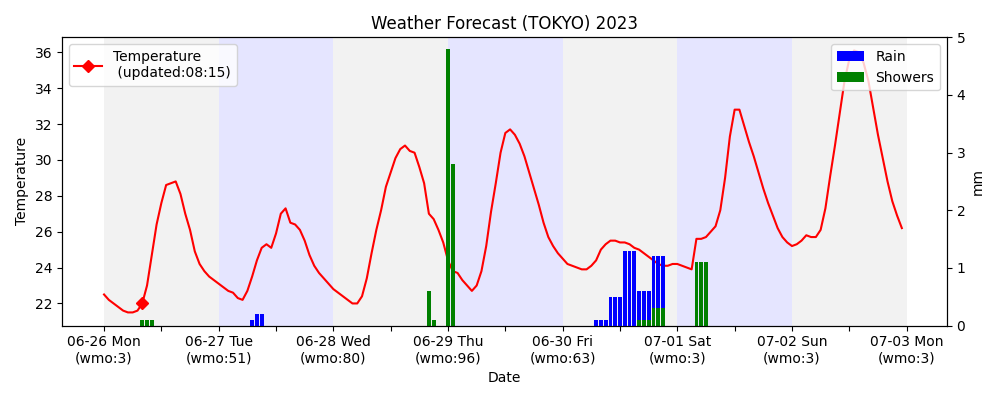 Weather Forecast (TOKYO) 2023
Temperature
(updated:08:15)
Rain
Showers
Temperature
36
34
32
30
28
26
24
22
5
4
3
2
1
0
mm
06-26 Mon
(wmo:3)
06-27 Tue
(wmo:51)
06-28 Wed
(wmo:80)
06-29 Thu
(wmo:96)
06-30 Fri
(wmo:63)
07-01 Sat
(wmo:3)
07-02 Sun
(wmo:3)
07-03 Mon
(wmo:3)
Date